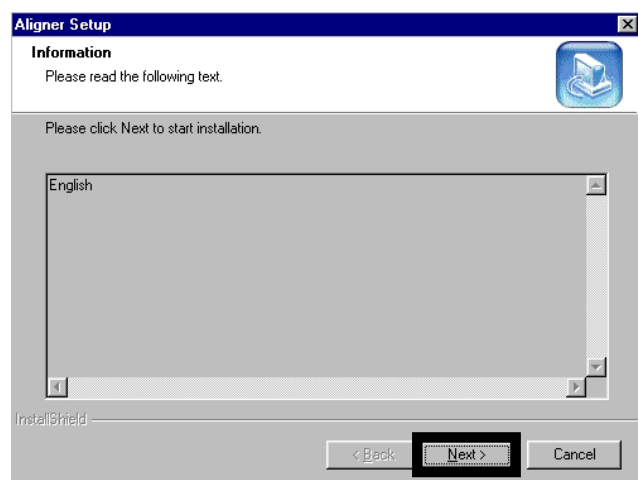 Aligner Setup
Information
Please read the following text.
Please click Next to start installation.
English
InstallShield
< Back
Next >
Cancel